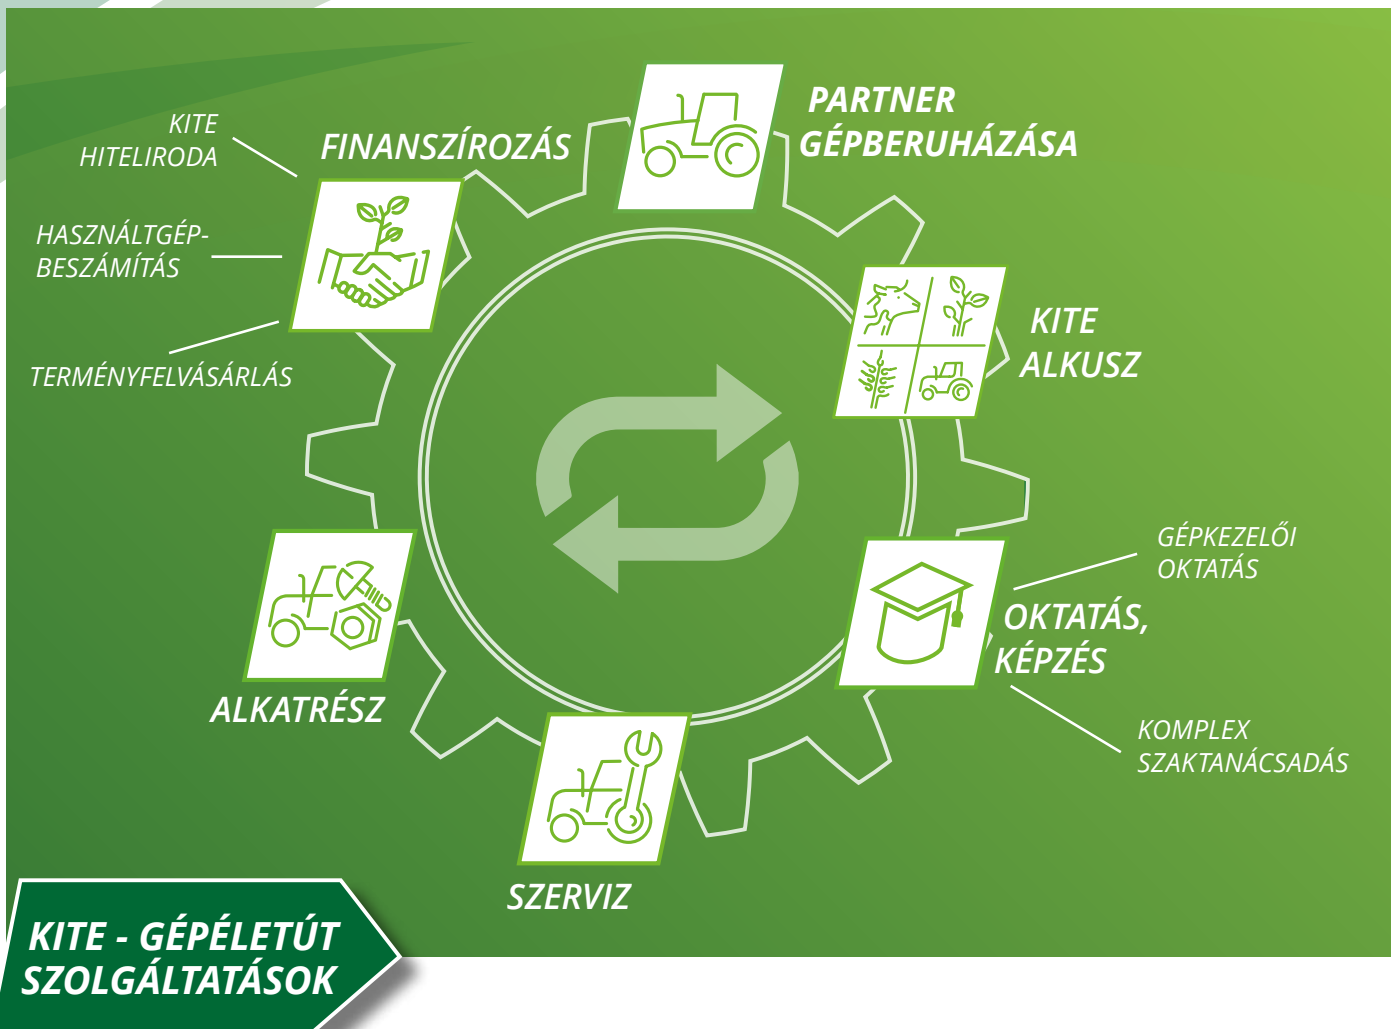 PARTNER
GÉPBERUHÁZÁSA
KITE
ALKUSZ
OKTATÁS,
KÉPZÉS
GÉPKEZELŐI
OKTATÁS
KOMPLEX
SZAKTANÁCSADÁS
SZERVIZ
ALKATRÉSZ
FINANSZÍROZÁS
KITE
HITELIRODA
HASZNÁLTGÉP-
BESZÁMÍTÁS
TERMÉNYFELVÁSÁRLÁS
KITE - GÉPÉLETÚT
SZOLGÁLTATÁSOK